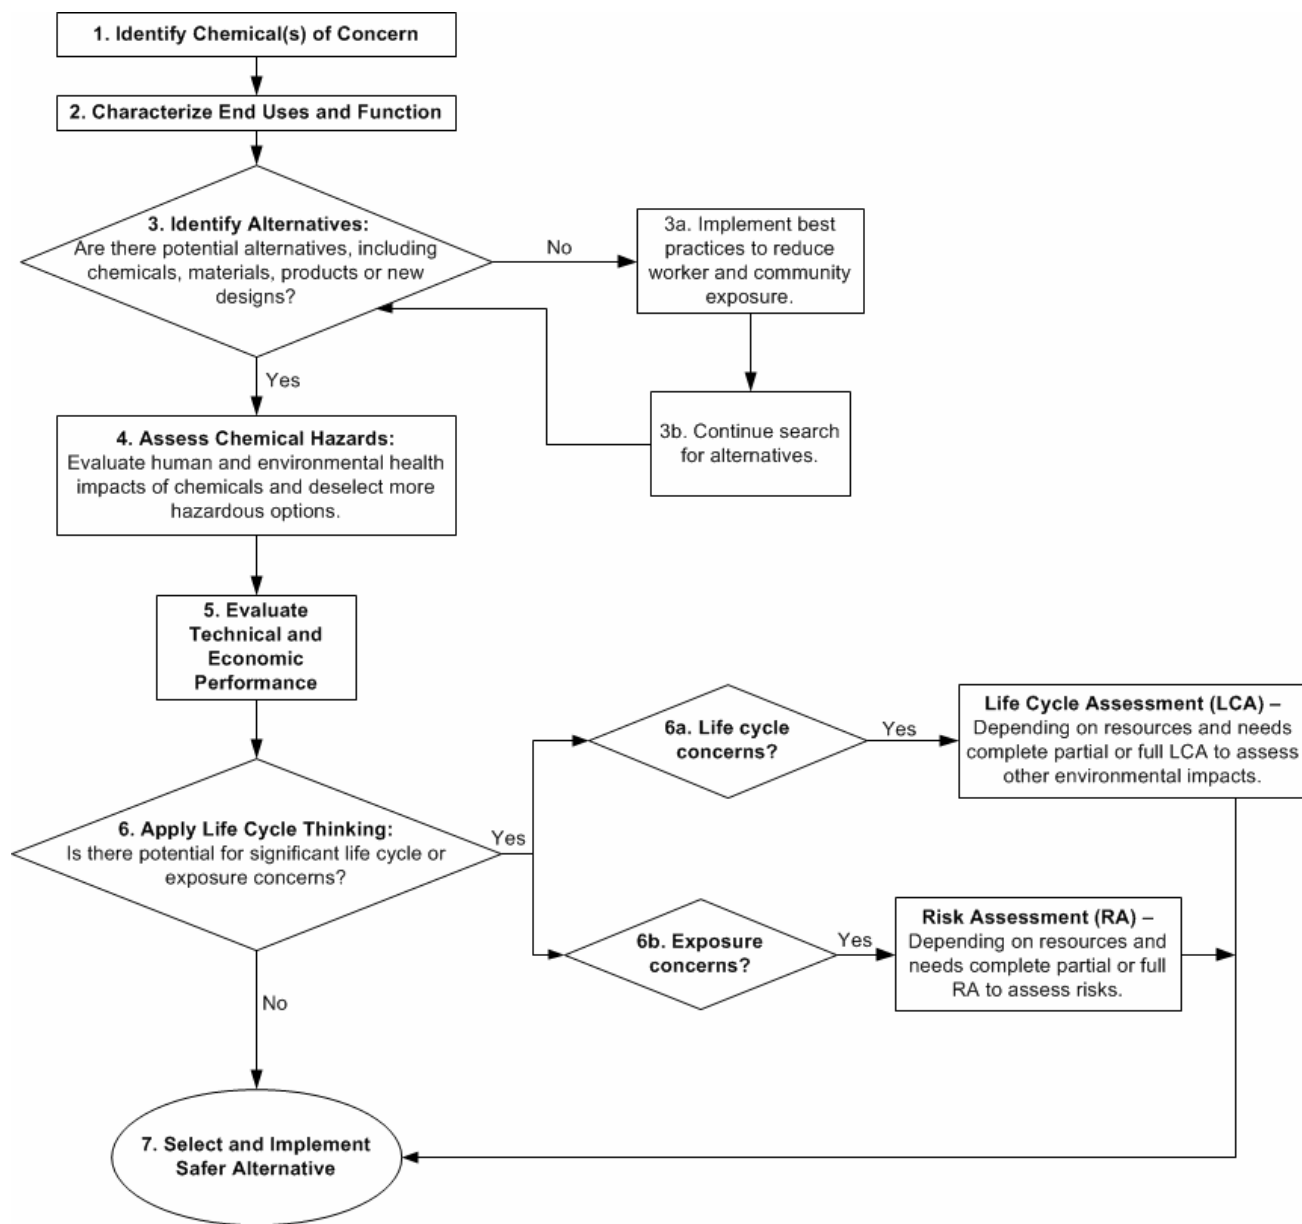 1. Identify Chemical(s) of Concern
2. Characterize End Uses and Function
3. Identify Alternatives:
Are there potential alternatives, including
chemicals, materials, products or new
designs?
No
3a. Implement best
practices to reduce
worker and community
exposure.
3b. Continue search
for alternatives.
Yes
4. Assess Chemical Hazards:
Evaluate human and environmental health
impacts of chemicals and deselect more
hazardous options.
5. Evaluate
Technical and
Economic
Performance
6. Apply Life Cycle Thinking:
Is there potential for significant life cycle or
exposure concerns?
Yes
6a. Life cycle
concerns?
Yes
Life Cycle Assessment (LCA) –
Depending on resources and needs
complete partial or full LCA to assess
other environmental impacts.
6b. Exposure
concerns?
Yes
Risk Assessment (RA) –
Depending on resources and
needs complete partial or full
RA to assess risks.
No
7. Select and Implement
Safer Alternative